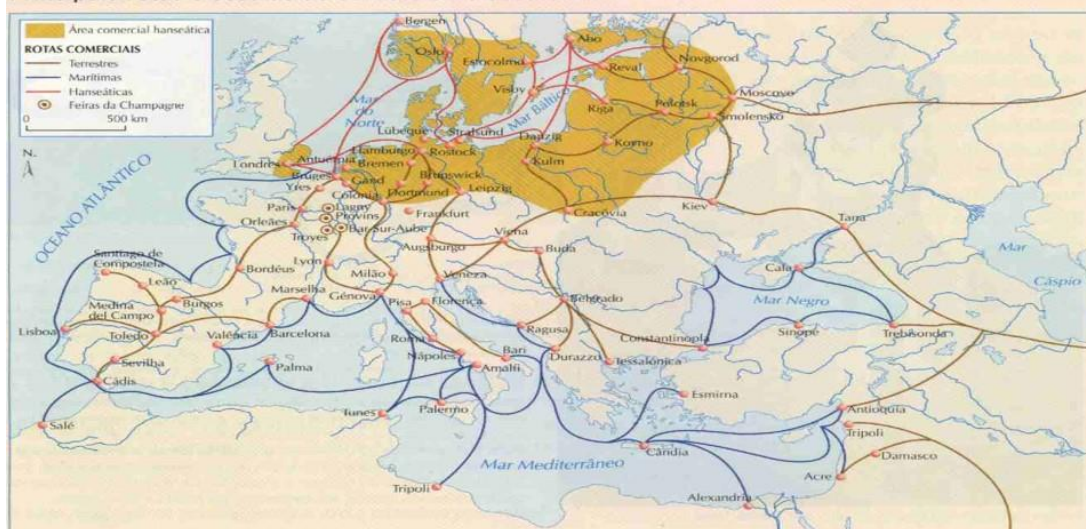 Área comercial hanseática
ROTAS COMERCIAIS
Terrestres
Marítimas
Hanseáticas
Feiras da Champagne
0 500 km
N.
OCEANO ATLÂNTICO
Mar do Norte
Mar Báltico
Mar Negro
Mar Cáspio
Mar Mediterrâneo
Bergen
Oslo
Estocolmo
Abo
Reval
Novgorod
Visby
Riga
Polotsk
Moscovo
Smolensko
Lübeque
Stralsund
Danzig
Korno
Hamburgo
Rostock
Kulm
Londres
Antuérpia
Bremen
Bruges
Gand
Brunswick
Yres
Colónia
Dortmund
Leipzig
Paris
Lagny
Provins
Frankfurt
Cracóvia
Kiev
Orleães
Troyes
Bar-Sur-Aube
Augsburgo
Viena
Buda
Tana
Santiago de Compostela
Leão
Bordéus
Lyon
Milão
Veneza
Cafa
Burgos
Marselha
Génova
Pisa
Florença
Belgrado
Medina del Campo
Lisboa
Toledo
Valência
Barcelona
Roma
Ragusa
Constantinopla
Sinope
Trebisonda
Nápoles
Bari
Durazzo
Tessalónica
Sevilha
Palma
Amalfi
Cádis
Esmirna
Salé
Tunes
Palermo
Antioquia
Tripoli
Cândia
Damasco
Tripoli
Acre
Alexandria